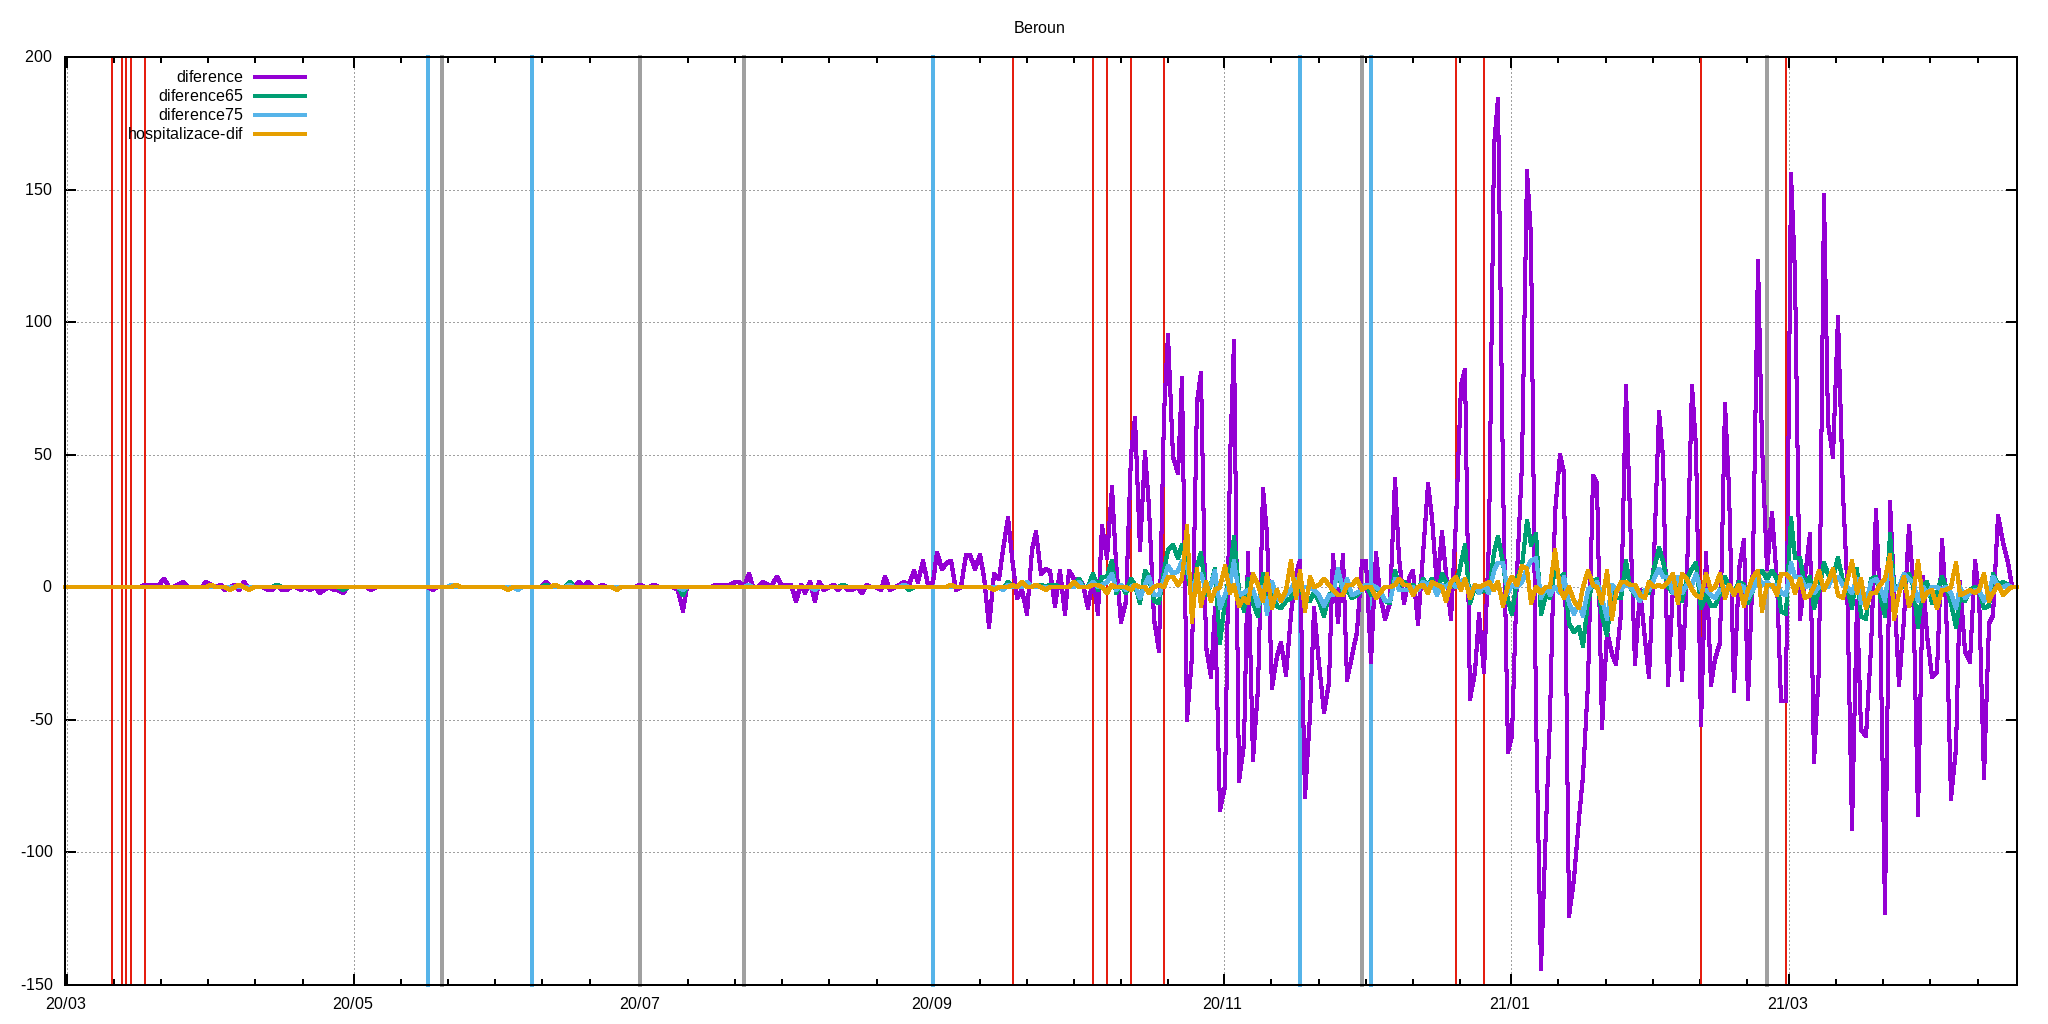 Beroun
200
150
100
50
0
-50
-100
-150
diference
diference65
diference75
hospitalizace-dif
20/03 20/05 20/07 20/09 20/11 21/01 21/03